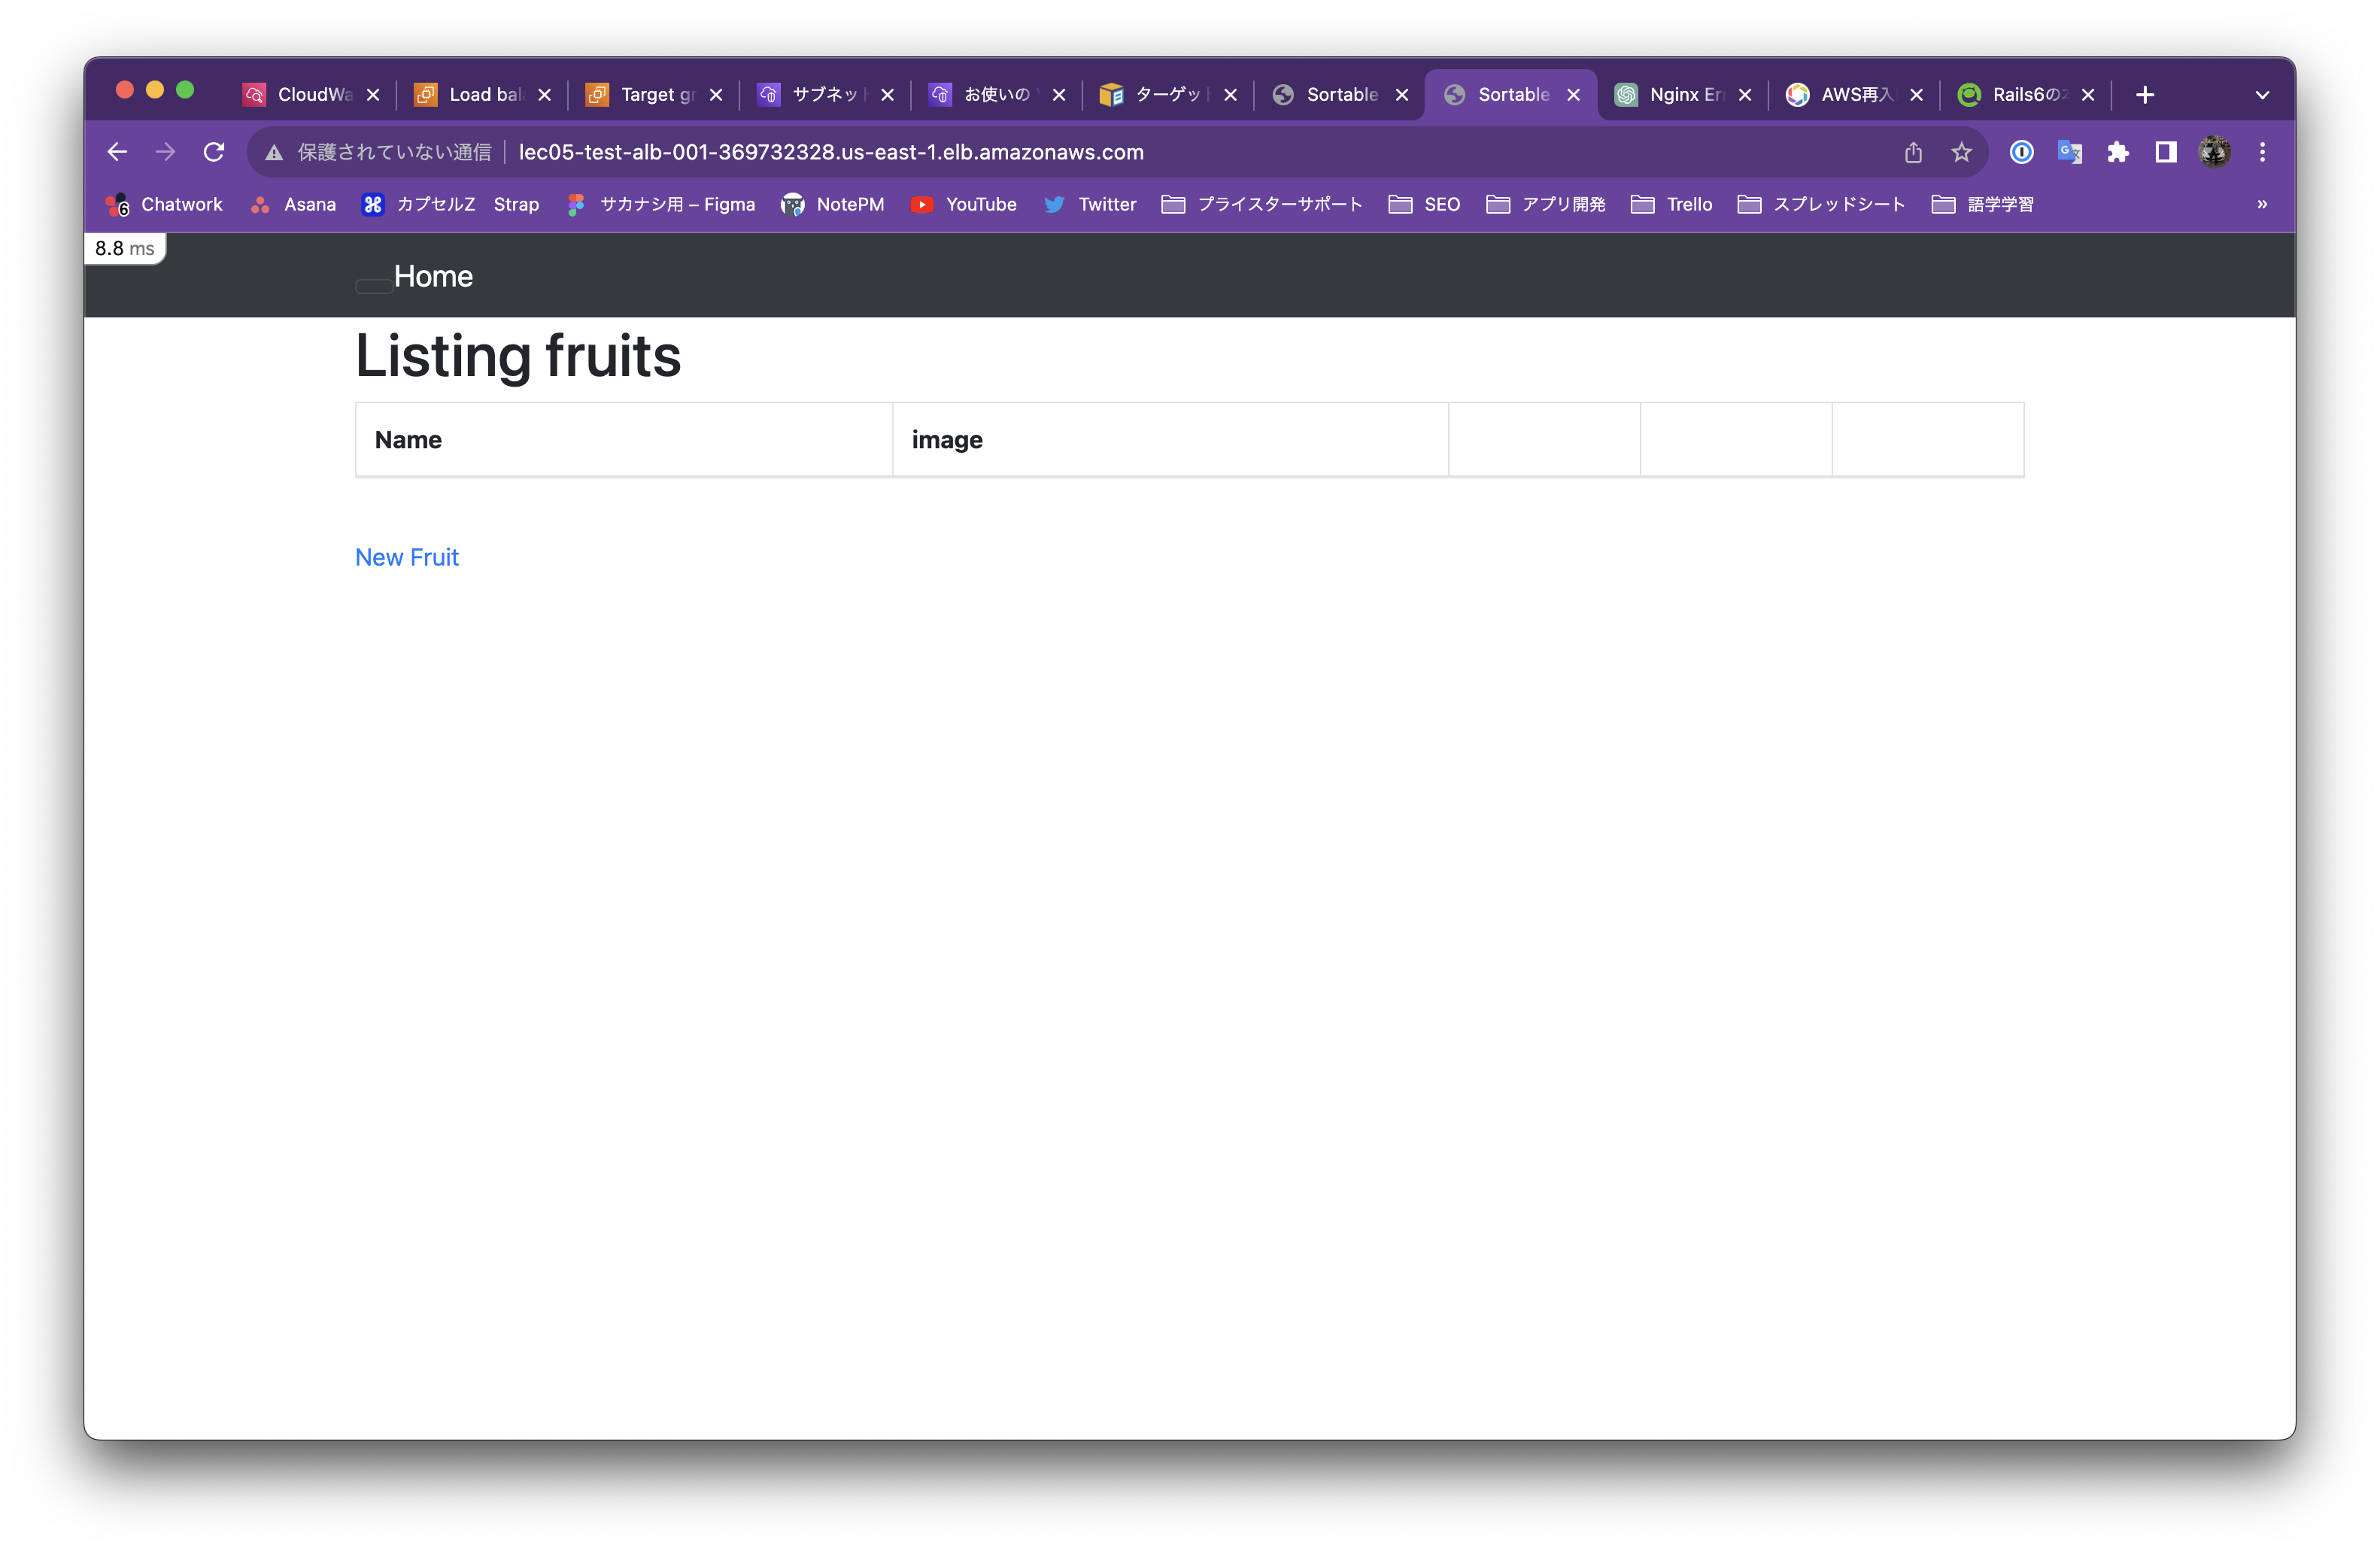 CloudWa
Load bal
Target gr
サブネット
お使いの
ターゲット
Sortable
Sortable
Nginx Err
AWS再入
Rails6の
保護されていない通信
lec05-test-alb-001-369732328.us-east-1.elb.amazonaws.com
6 Chatwork
Asana
カプセルZ
Strap
サカナシ用 – Figma
NotePM
YouTube
Twitter
プライスターサポート
SEO
アプリ開発
Trello
スプレッドシート
語学学習
»
8.8 ms
Home
Listing fruits
Name image
New Fruit